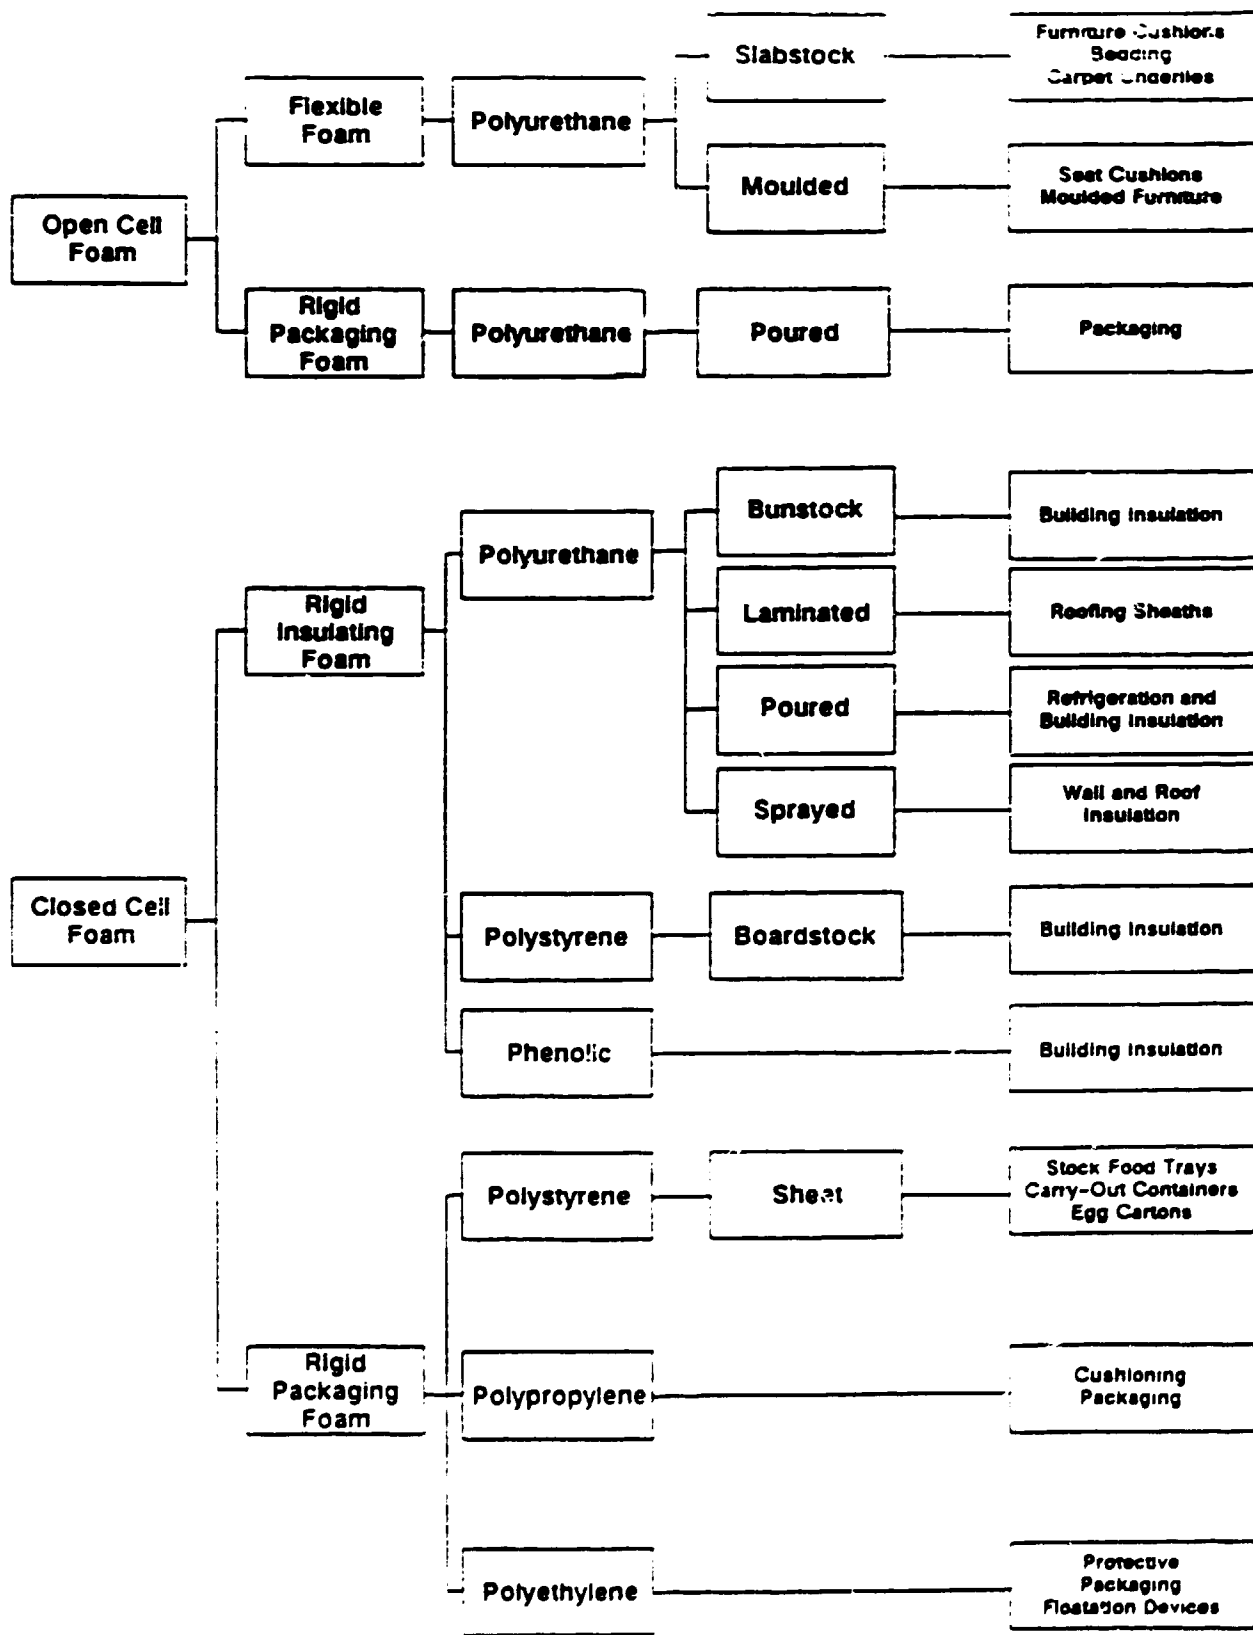 Slabstock
Furniture Cushions
Bedding
Carpet Underlies
Flexible
Foam
Polyurethane
Moulded
Seat Cushions
Moulded Furniture
Open Cell
Foam
Rigid
Packaging
Foam
Polyurethane
Poured
Packaging
Bunstock
Building Insulation
Polyurethane
Rigid
Insulating
Foam
Laminated
Roofing Sheaths
Poured
Refrigeration and
Building Insulation
Sprayed
Wall and Roof
Insulation
Closed Cell
Foam
Polystyrene
Boardstock
Building Insulation
Phenolic
Building Insulation
Polystyrene
Sheet
Stock Food Trays
Carry-Out Containers
Egg Cartons
Rigid
Packaging
Foam
Polypropylene
Cushioning
Packaging
Polyethylene
Protective
Packaging
Floatation Devices